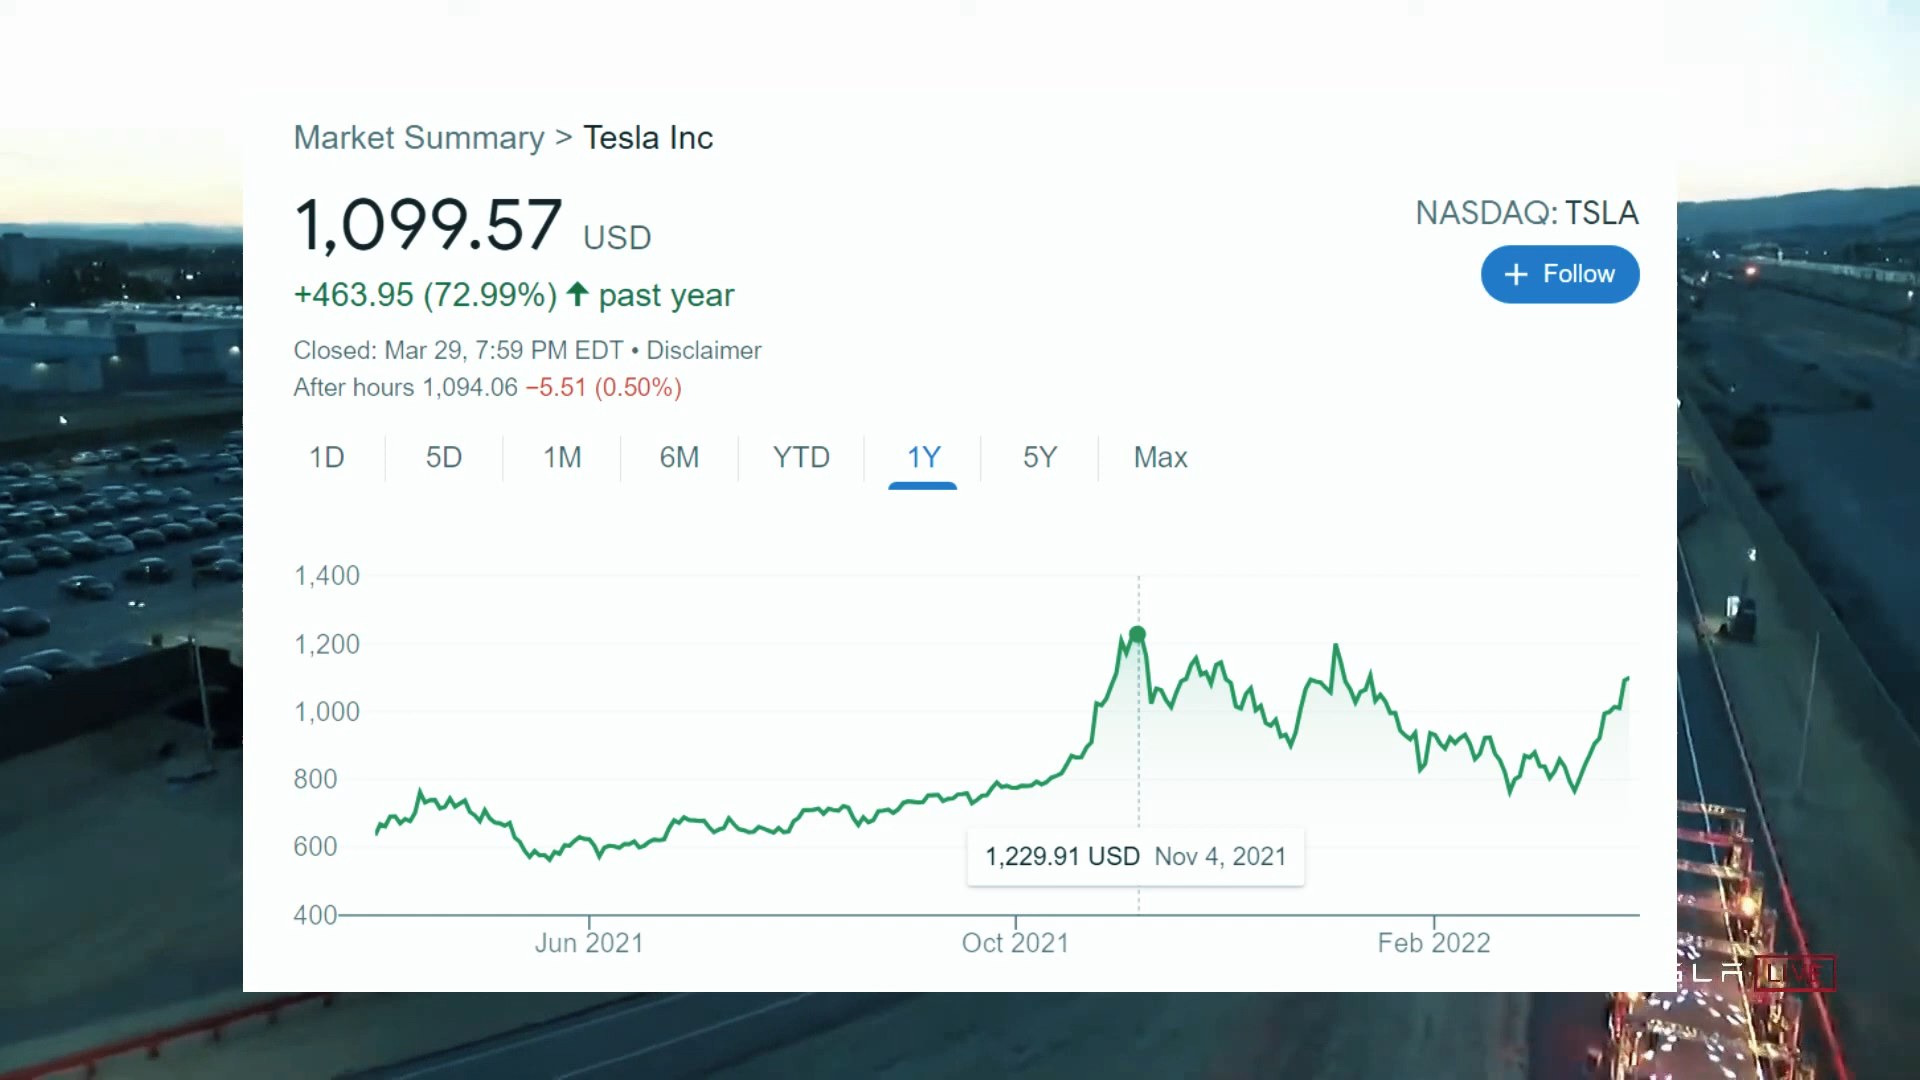 Market Summary > Tesla Inc
1,099.57 USD
NASDAQ: TSLA
+463.95 (72.99%) ↑ past year
+ Follow
Closed: Mar 29, 7:59 PM EDT • Disclaimer
After hours 1,094.06 −5.51 (0.50%)
1D 5D 1M 6M YTD 1Y 5Y Max
1,400
1,200
1,000
800
600
400
1,229.91 USD Nov 4, 2021
Jun 2021 Oct 2021 Feb 2022
LIVE